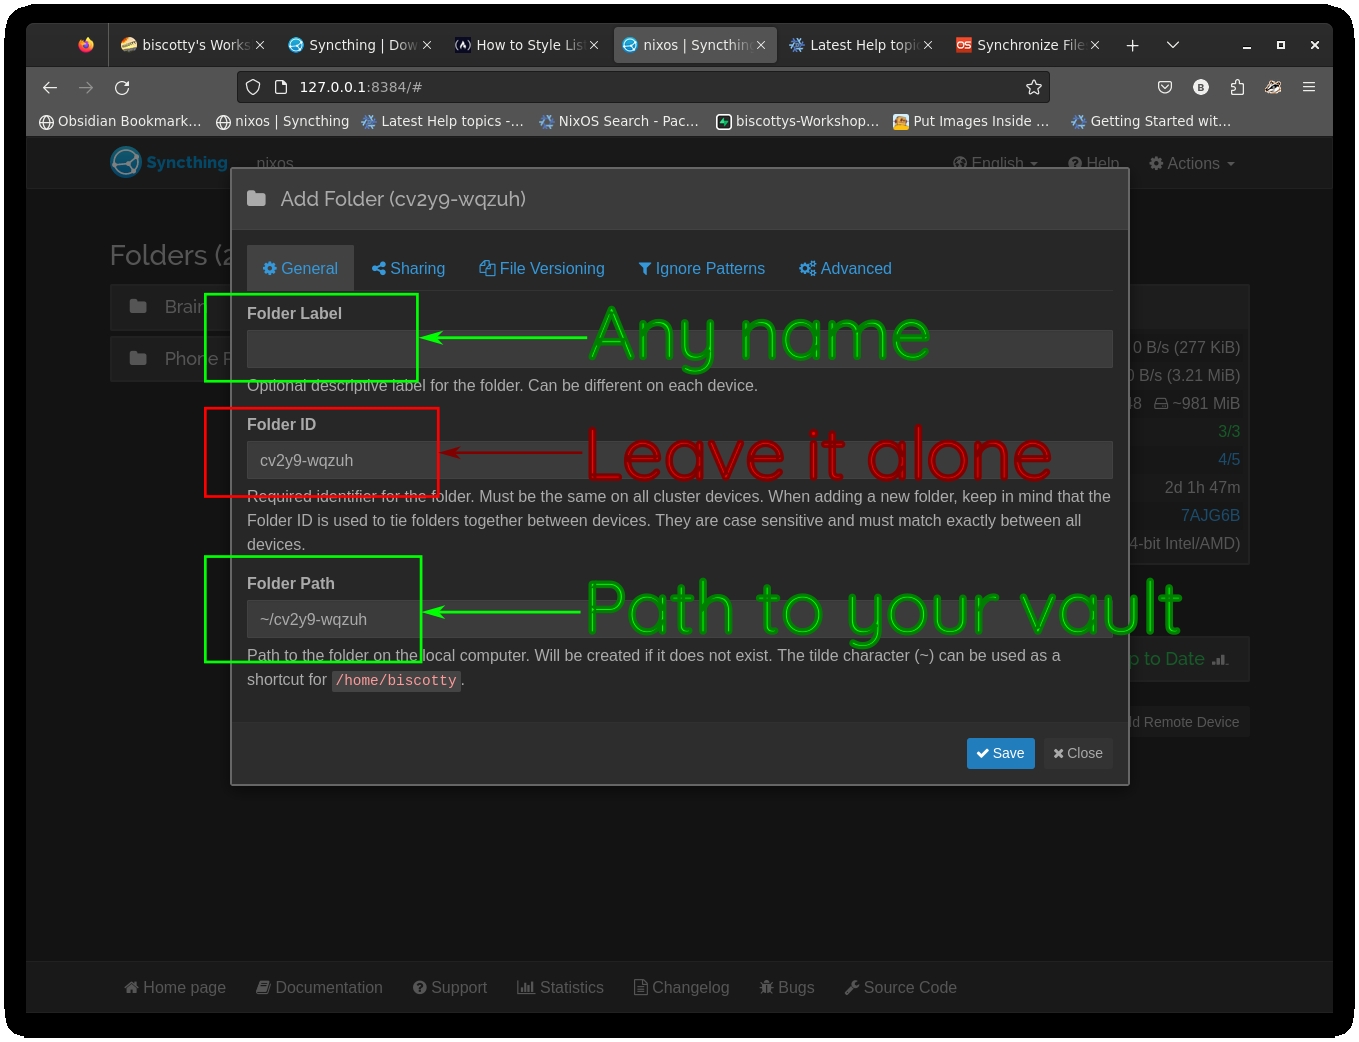 biscotty's Works
Syncthing | Dow
How to Style Lis
nixos | Syncthing
Latest Help topi
Synchronize File
127.0.0.1:8384/#
Obsidian Bookmark...
nixos | Syncthing
Latest Help topics -...
NixOS Search - Pac...
biscottys-Workshop...
Put Images Inside ...
Getting Started wit...
Syncthing
nixos
English
Help
Actions
Add Folder (cv2y9-wqzuh)
Folders (2
General
Sharing
File Versioning
Ignore Patterns
Advanced
Brain
Phone
Folder Label
Any name
Optional descriptive label for the folder. Can be different on each device.
Folder ID
cv2y9-wqzuh
Leave it alone
Required identifier for the folder. Must be the same on all cluster devices. When adding a new folder, keep in mind that the
Folder ID is used to tie folders together between devices. They are case sensitive and must match exactly between all
devices.
Folder Path
~/cv2y9-wqzuh
Path to your vault
Path to the folder on the local computer. Will be created if it does not exist. The tilde character (~) can be used as a
shortcut for /home/biscotty.
Save
Close
0 B/s (277 KiB)
0 B/s (3.21 MiB)
48 ~981 MiB
3/3
4/5
2d 1h 47m
7AJG6B
4-bit Intel/AMD)
p to Date
ld Remote Device
Home page
Documentation
Support
Statistics
Changelog
Bugs
Source Code